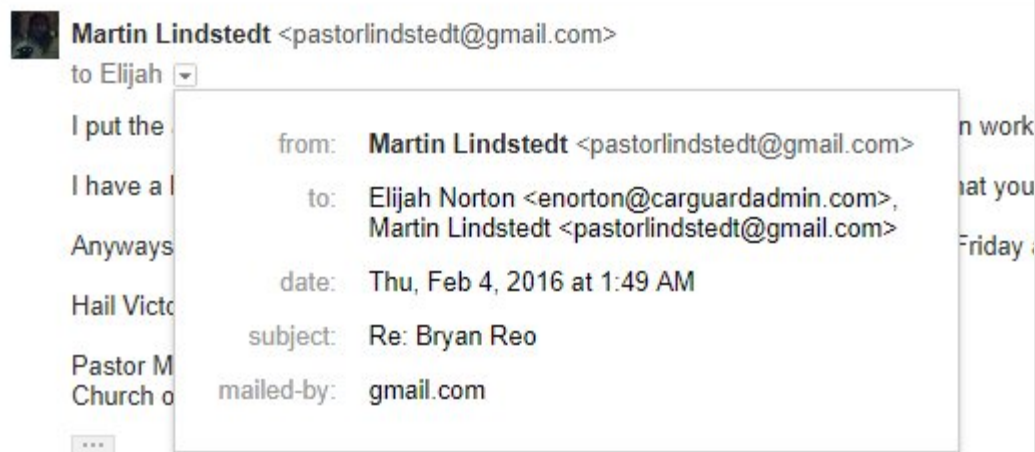 Martin Lindstedt <pastorlindstedt@gmail.com>
to Elijah
I put the
n work
from: Martin Lindstedt <pastorlindstedt@gmail.com>
I have a
hat you
to: Elijah Norton <enorton@carguardadmin.com>,
Martin Lindstedt <pastorlindstedt@gmail.com>
Anyways
Friday
date: Thu, Feb 4, 2016 at 1:49 AM
Hail Victo
subject: Re: Bryan Reo
Pastor M
mailed-by: gmail.com
Church o